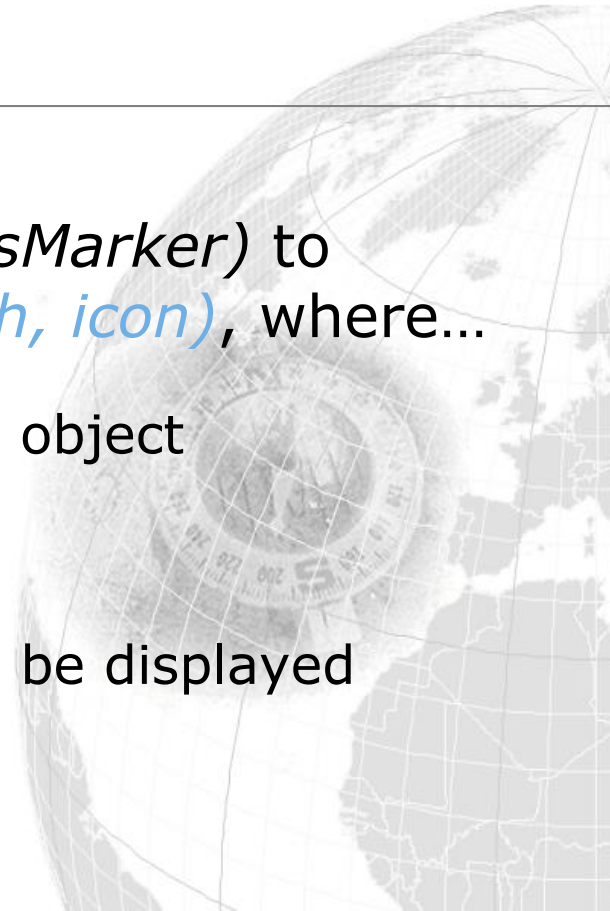 sMarker) to
h, icon), where…
object
be displayed